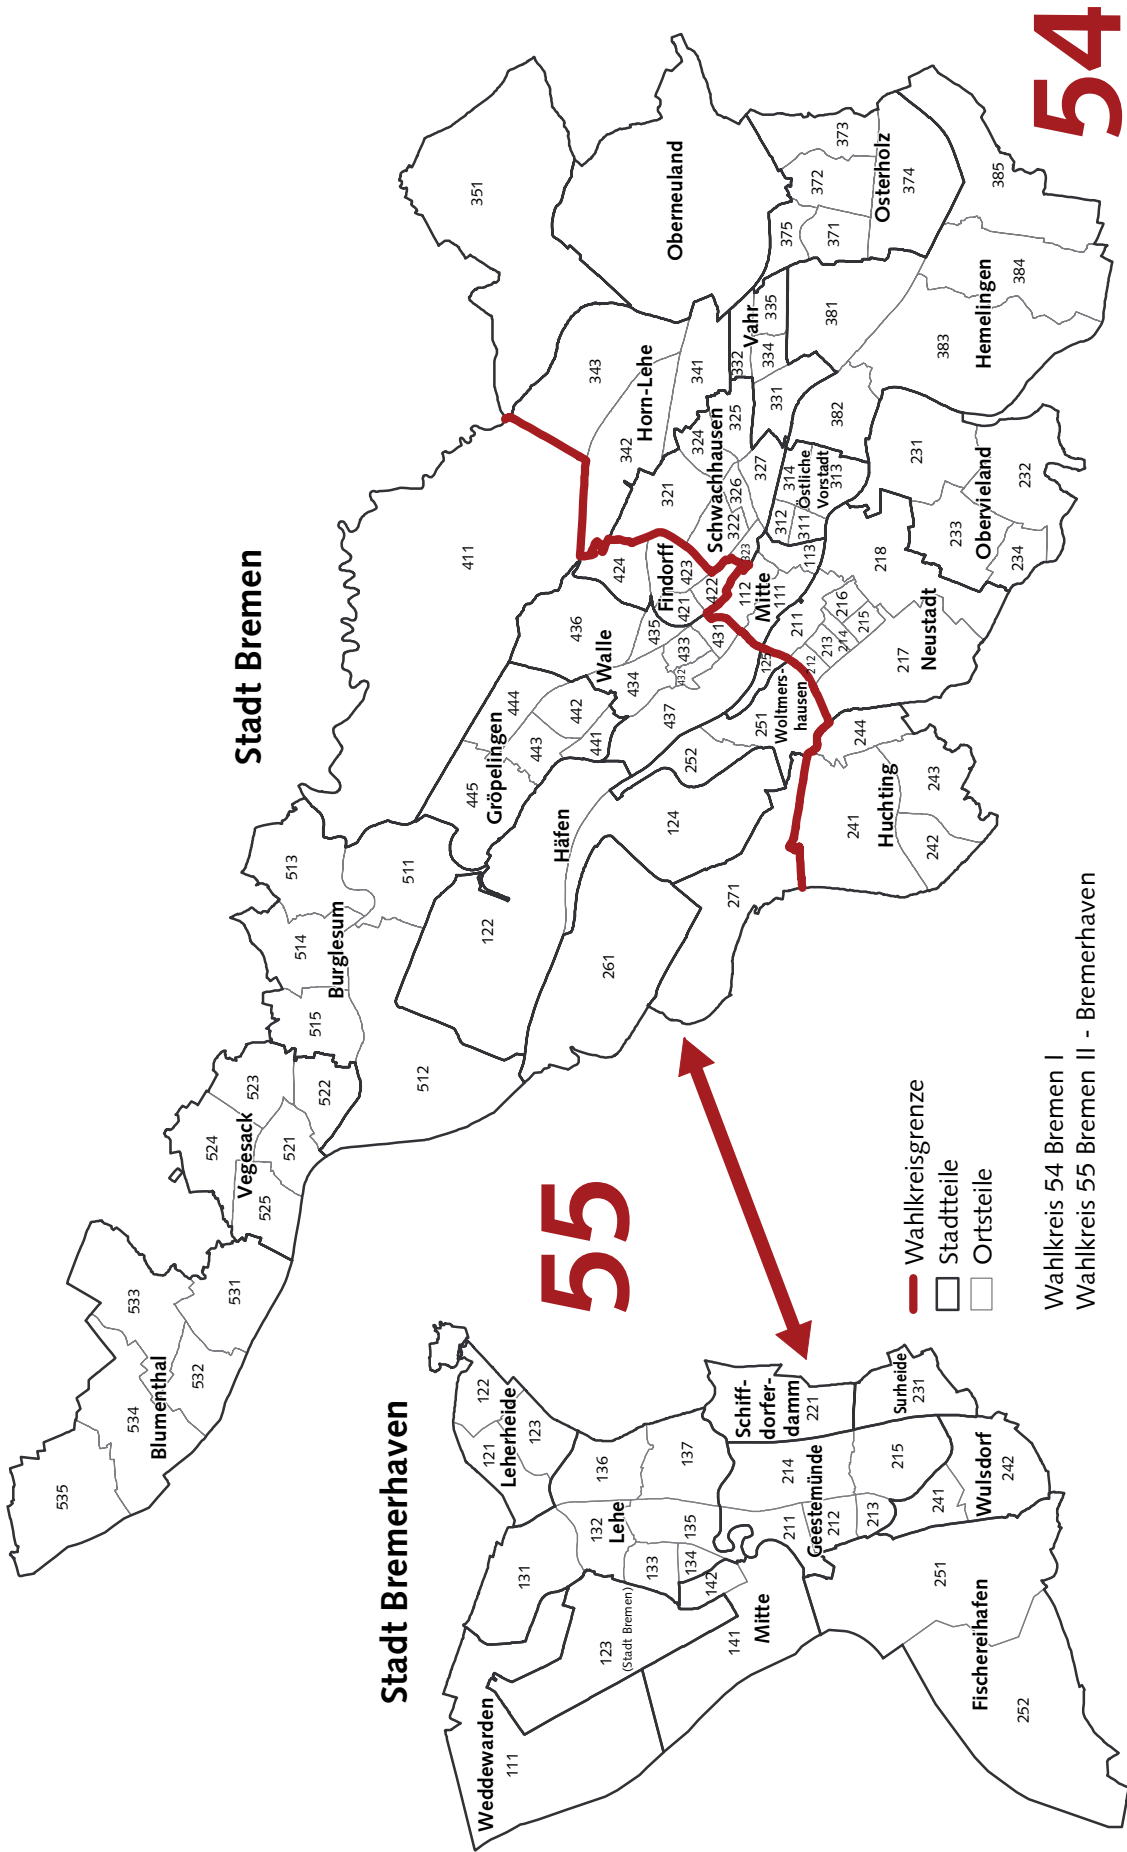 Stadt Bremen
Stadt Bremerhaven
54
55
535
534
533
532
531
Blumenthal
524
523
Vegesack
525
521
522
515
514
513
Burglesum
511
512
122
Häfen
261
271
124
252
251
Woltmers-
hausen
125
445
Gröpelingen
444
443
442
441
411
436
Walle
435
434
433
432
431
437
424
Findorff
423
422
421
351
343
Horn-Lehe
342
341
Oberneuland
321
324
325
Schwachhausen
326
322
323
327
332
Vahr
335
334
331
375
372
373
371
Osterholz
374
381
382
383
384
385
Hemelingen
314
Östliche
Vorstadt
313
312
311
113
112
Mitte
111
211
212
213
214
215
216
217
218
Neustadt
231
232
233
234
Obervieland
241
Huchting
242
243
244
Weddewarden
111
131
123
(Stadt Bremen)
121
122
Leherheide
123
132
Lehe
136
137
133
134
135
142
141
Mitte
Schiff-
dorfer-
damm
221
Surheide
231
214
215
Geestemünde
211
212
213
241
Wulsdorf
242
251
Fischereihafen
252
Wahlkreisgrenze
Stadtteile
Ortsteile
Wahlkreis 54 Bremen I
Wahlkreis 55 Bremen II - Bremerhaven